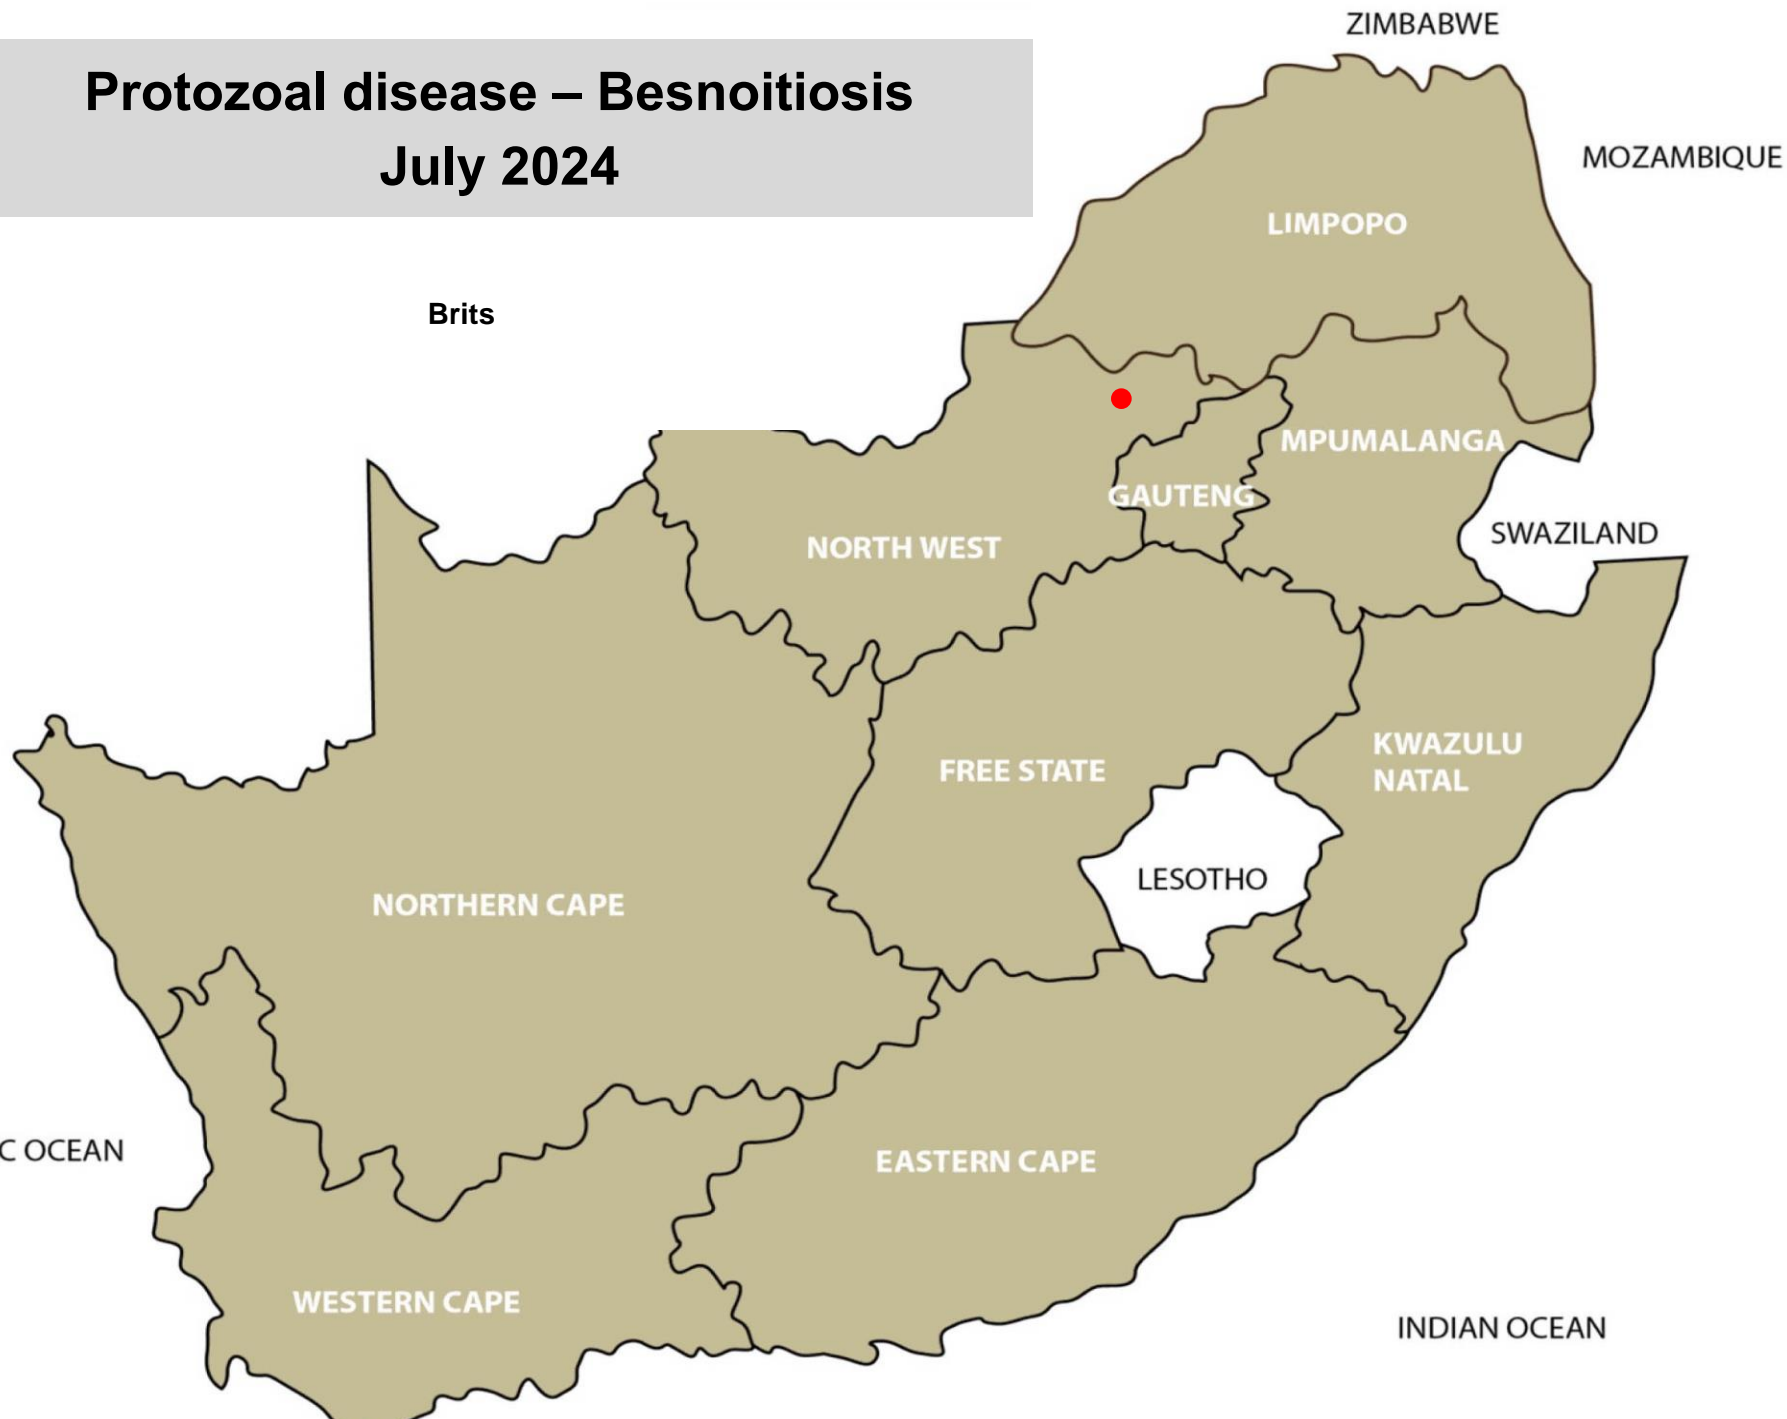 ZIMBABWE
Protozoal disease – Besnoitiosis
July 2024
MOZAMBIQUE
LIMPOPO
Brits
MPUMALANGA
GAUTENG
SWAZILAND
NORTH WEST
KWAZULU
NATAL
FREE STATE
LESOTHO
NORTHERN CAPE
C OCEAN
EASTERN CAPE
WESTERN CAPE
INDIAN OCEAN